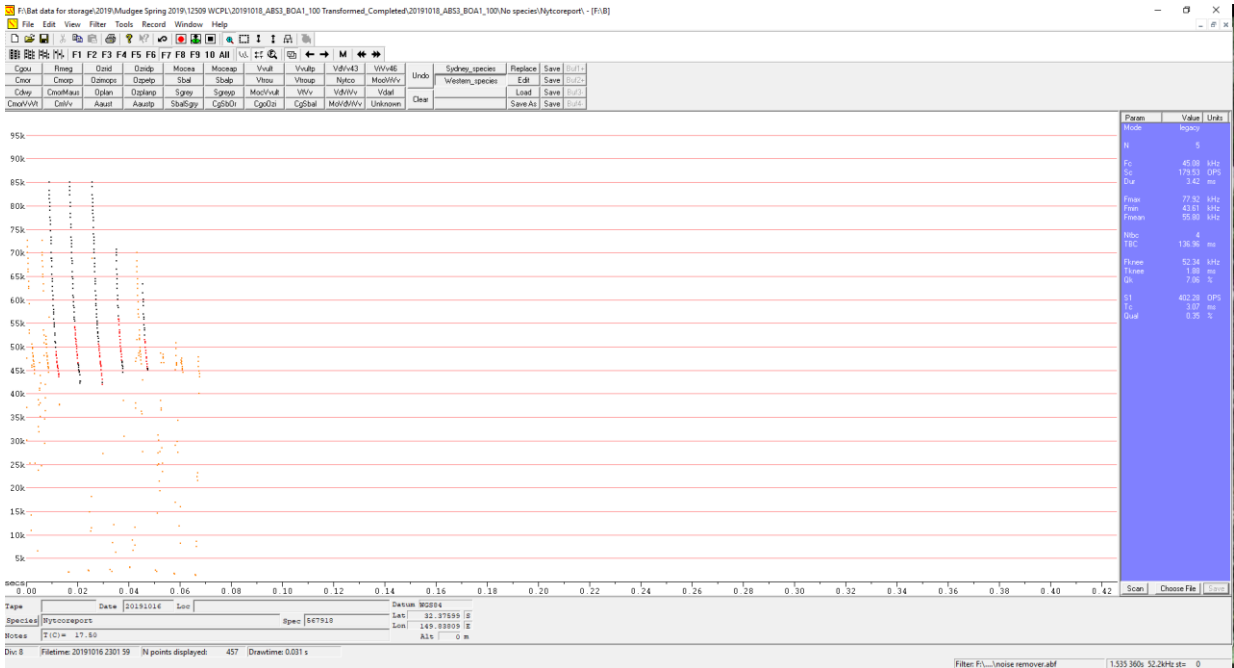 F:\Bat data for storage\2019\Mudgee Spring 2019\12509 WCPL\20191018_ABS3_BOA1_100 Transformed_Completed\20191018_ABS3_BOA1_100\No species\Nytcoreport\ - [F:\B]
File Edit View Filter Tools Record Window Help
F1 F2 F3 F4 F5 F6 F7 F8 F9 10 All M
Cgou Rmeg Ozrid Ozridp Mocea Moceap Vvult Vvultp VdVv43 VrVv46 Undo Sydney_species Replace Save Buf1+
Cmor Cmorp Ozimops Ozpetp Sbal Sbalp Vtrou Vtroup Nytco Western_species Edit Save Buf2+
Cdwy CmorMaus Oplan Ozplanp Sgrey Sgreyp MocVvult VtVv VdVrVv Vdarl Clear Load Save Buf3-
CmorVVVt CmVv Aaust Aaustp SbalSgry CgSbOr CgoOzi CgSbal MoVdVrVv Unknown Save As Save Buf4-
Param Value Units
Mode legacy
N 5
Fc 45.08 kHz
Sc 179.53 OPS
Dur 3.42 ms
Fmax 77.92 kHz
Fmin 43.61 kHz
Fmean 55.80 kHz
Ntbc 4
TBC 136.96 ms
Fknee 52.34 kHz
Tknee 1.88 ms
Qk 7.06 %
S1 402.28 OPS
Tc 3.07 ms
Qual 0.35 %
95k
90k
85k
80k
75k
70k
65k
60k
55k
50k
45k
40k
35k
30k
25k
20k
15k
10k
5k
secs
0.00 0.02 0.04 0.06 0.08 0.10 0.12 0.14 0.16 0.18 0.20 0.22 0.24 0.26 0.28 0.30 0.32 0.34 0.36 0.38 0.40 0.42
Scan Choose File Save
Tape Date 20191016 Loc Datum WGS84
Species Nytcoreport Spec 567918 Lat 32.37599 S
Lon 149.83809 E
Notes T(C)= 17.50 Alt 0 m
Div: 8 Filetime: 20191016 2301 59 N points displayed: 457 Drawtime: 0.031 s
Filter: F:\....\noise remover.abf 1.535 360s 52.2kHz st= 0